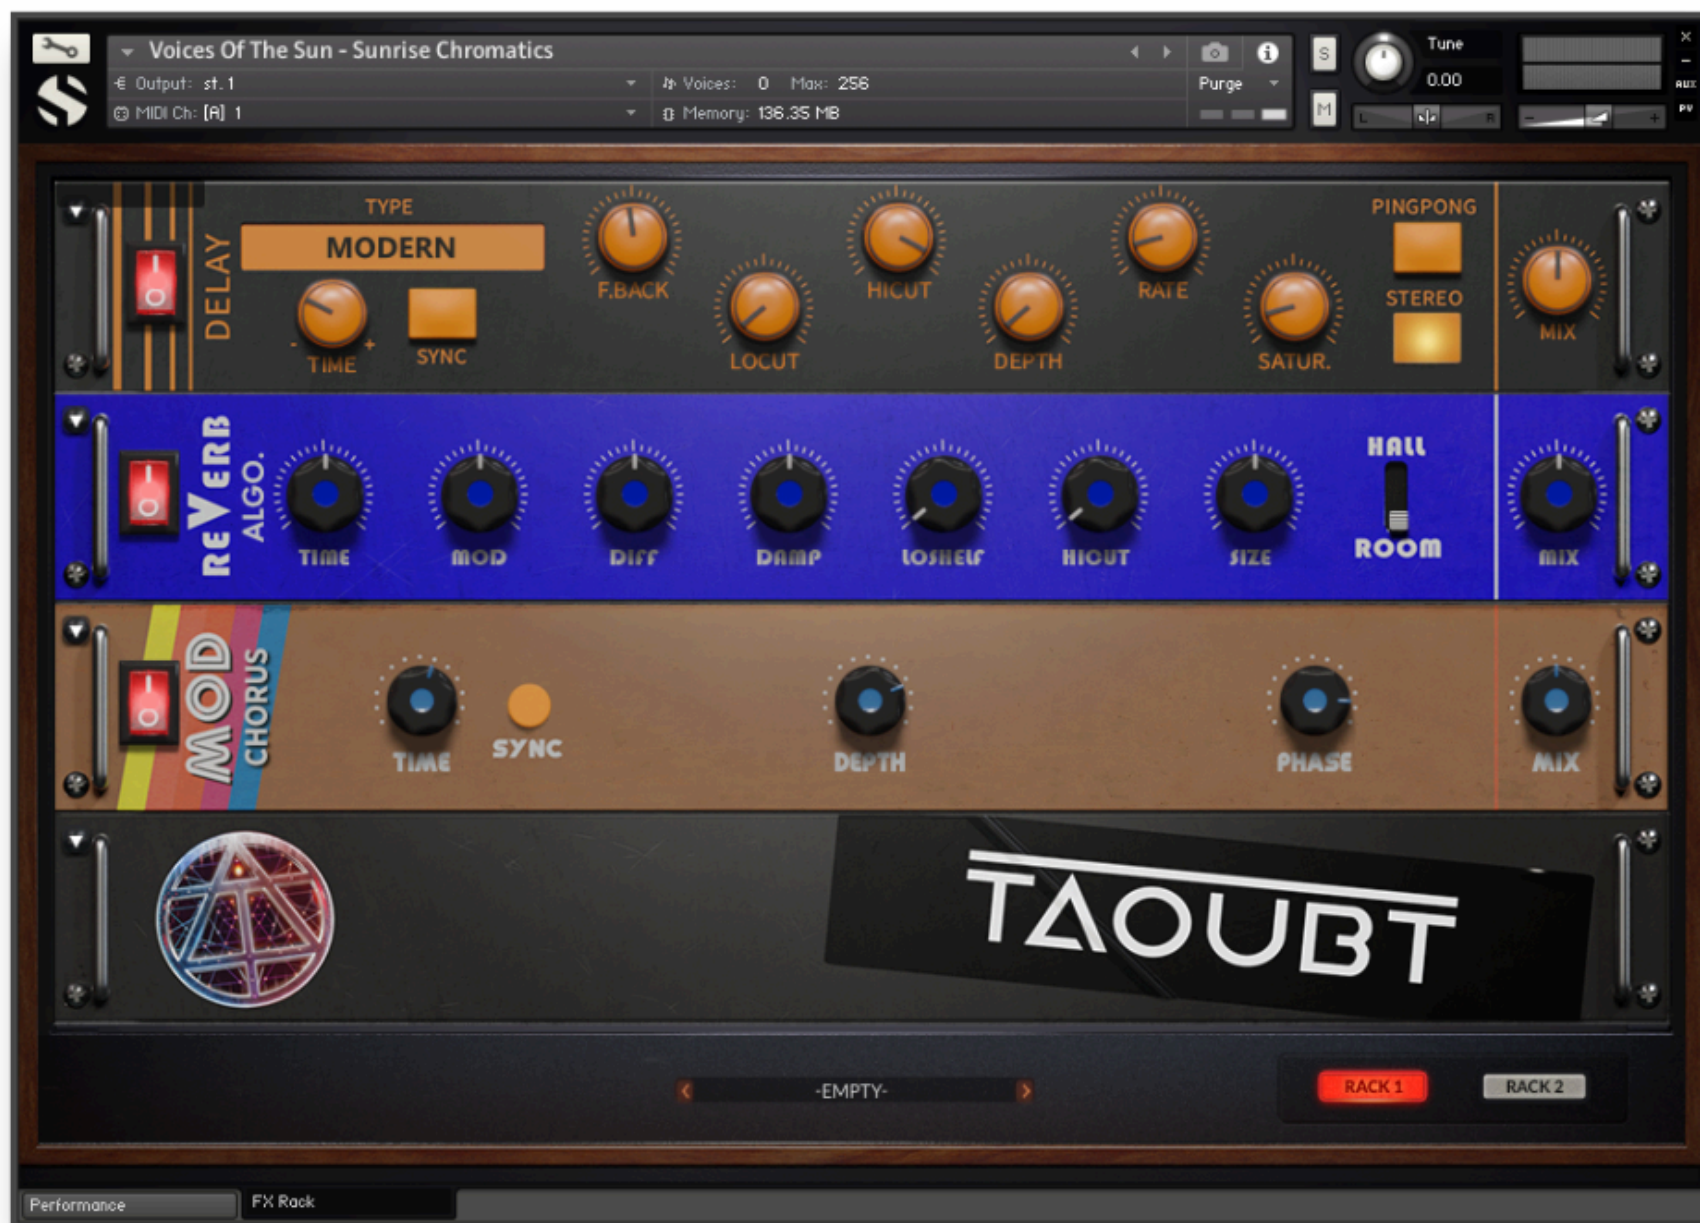 Voices Of The Sun - Sunrise Chromatics
Output: st.1
Voices: 0 Max: 256
Purge
MIDI Ch: [A] 1
Memory: 136.35 MB
S
M
Tune
0.00
L R
- +
×
-
AUX
PV
DELAY
TYPE
MODERN
- TIME +
SYNC
F.BACK
LOCUT
HICUT
DEPTH
RATE
SATUR.
PINGPONG
STEREO
MIX
REVERB
ALGO.
TIME
MOD
DIFF
DAMP
LOSHELF
HICUT
SIZE
HALL
ROOM
MIX
MOD
CHORUS
TIME
SYNC
DEPTH
PHASE
MIX
TAOUBT
-EMPTY-
RACK 1
RACK 2
Performance
FX Rack